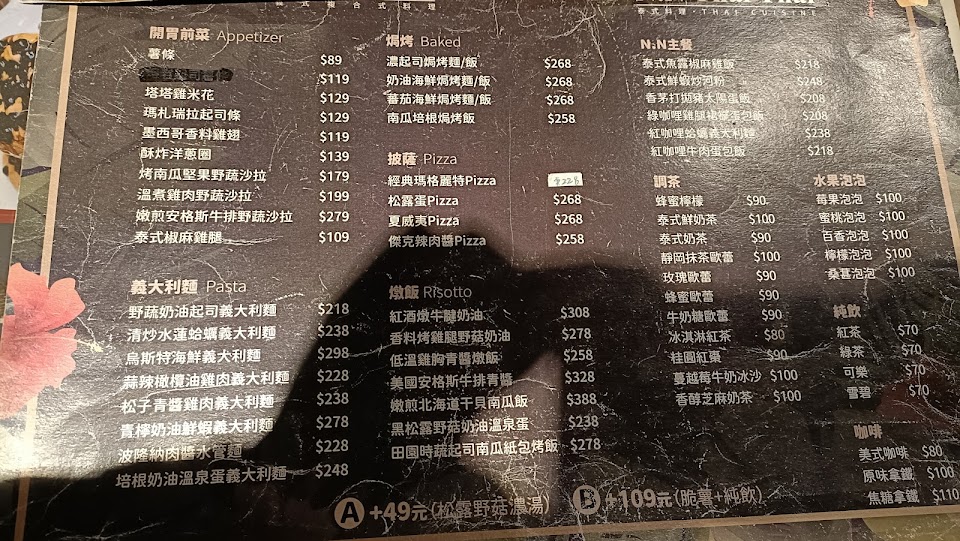 義式複合式料理
泰式料理 · THAI CUISINE
開胃前菜 Appetizer
薯條 $89
$119
塔塔雞米花 $129
瑪札瑞拉起司條 $129
墨西哥香料雞翅 $119
酥炸洋蔥圈 $139
烤南瓜堅果野蔬沙拉 $179
溫煮雞肉野蔬沙拉 $199
嫩煎安格斯牛排野蔬沙拉 $279
泰式椒麻雞腿 $109
義大利麵 Pasta
野蔬奶油起司義大利麵 $218
清炒水蓮蛤蠣義大利麵 $238
烏斯特海鮮義大利麵 $298
蒜辣橄欖油雞肉義大利麵 $228
松子青醬雞肉義大利麵 $238
青檸奶油鮮蝦義大利麵 $278
波隆納肉醬水管麵 $228
培根奶油溫泉蛋義大利麵 $248
焗烤 Baked
濃起司焗烤麵/飯 $268
奶油海鮮焗烤麵/飯 $268
蕃茄海鮮焗烤麵/飯 $268
南瓜培根焗烤飯 $258
披薩 Pizza
經典瑪格麗特Pizza $228
松露蛋Pizza $268
夏威夷Pizza $268
傑克辣肉醬Pizza $258
燉飯 Risotto
紅酒燉牛腱奶油 $308
香料烤雞腿野菇奶油 $278
低溫雞胸青醬燉飯 $258
美國安格斯牛排青醬 $328
嫩煎北海道干貝南瓜飯 $388
黑松露野菇奶油溫泉蛋 $238
田園時蔬起司南瓜紙包烤飯 $278
N:N主餐
泰式魚露椒麻雞飯 $218
泰式鮮蝦炒河粉 $248
香茅打拋豬太陽蛋飯 $208
綠咖哩雞腿裙襬蛋包飯 $208
紅咖哩蛤蠣義大利麵 $238
紅咖哩牛肉蛋包飯 $218
調茶
蜂蜜檸檬 $90
泰式鮮奶茶 $100
泰式奶茶 $90
靜岡抹茶歐蕾 $100
玫瑰歐蕾 $90
蜂蜜歐蕾 $90
牛奶糖歐蕾 $90
冰淇淋紅茶 $80
桂圓紅棗 $90
蔓越莓牛奶冰沙 $100
香醇芝麻奶茶 $100
水果泡泡
莓果泡泡 $100
蜜桃泡泡 $100
百香泡泡 $100
檸檬泡泡 $100
桑葚泡泡 $100
純飲
紅茶 $70
綠茶 $70
可樂 $70
雪碧 $70
咖啡
美式咖啡 $80
原味拿鐵 $100
焦糖拿鐵 $110
A +49元(松露野菇濃湯)
B +109元(脆薯+純飲)